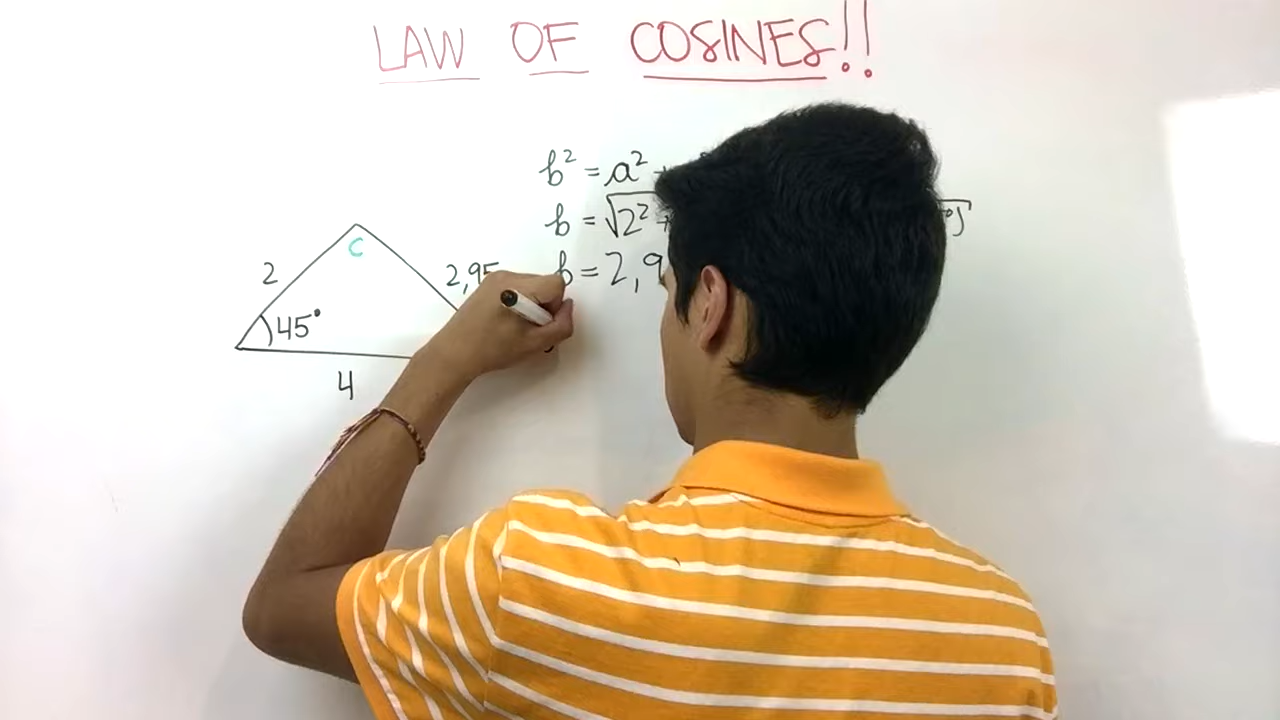 LAW OF COSINES!!
b² = a² +
b = √2² +
b = 2,9
C
2
2,95
45°
4